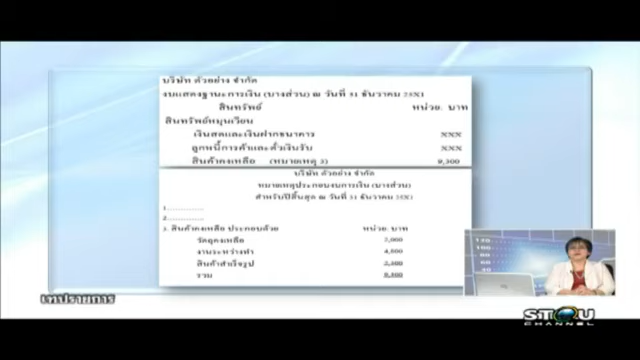 บริษัท ตัวอย่าง จำกัด
งบแสดงฐานะการเงิน (บางส่วน) ณ วันที่ 31 ธันวาคม 25X1
สินทรัพย์ หน่วย: บาท
สินทรัพย์หมุนเวียน
เงินสดและเงินฝากธนาคาร XXX
ลูกหนี้การค้าและตั๋วเงินรับ XXX
สินค้าคงเหลือ (หมายเหตุ 3)
บริษัท ตัวอย่าง จำกัด
หมายเหตุประกอบงบการเงิน (บางส่วน)
สำหรับปีสิ้นสุด ณ วันที่ 31 ธันวาคม 25X1
1..............
2..............
3. สินค้าคงเหลือ ประกอบด้วย หน่วย: บาท
วัตถุคงเหลือ
งานระหว่างทำ
สินค้าสำเร็จรูป
รวม
เทปรายการ
STOU
CHANNEL